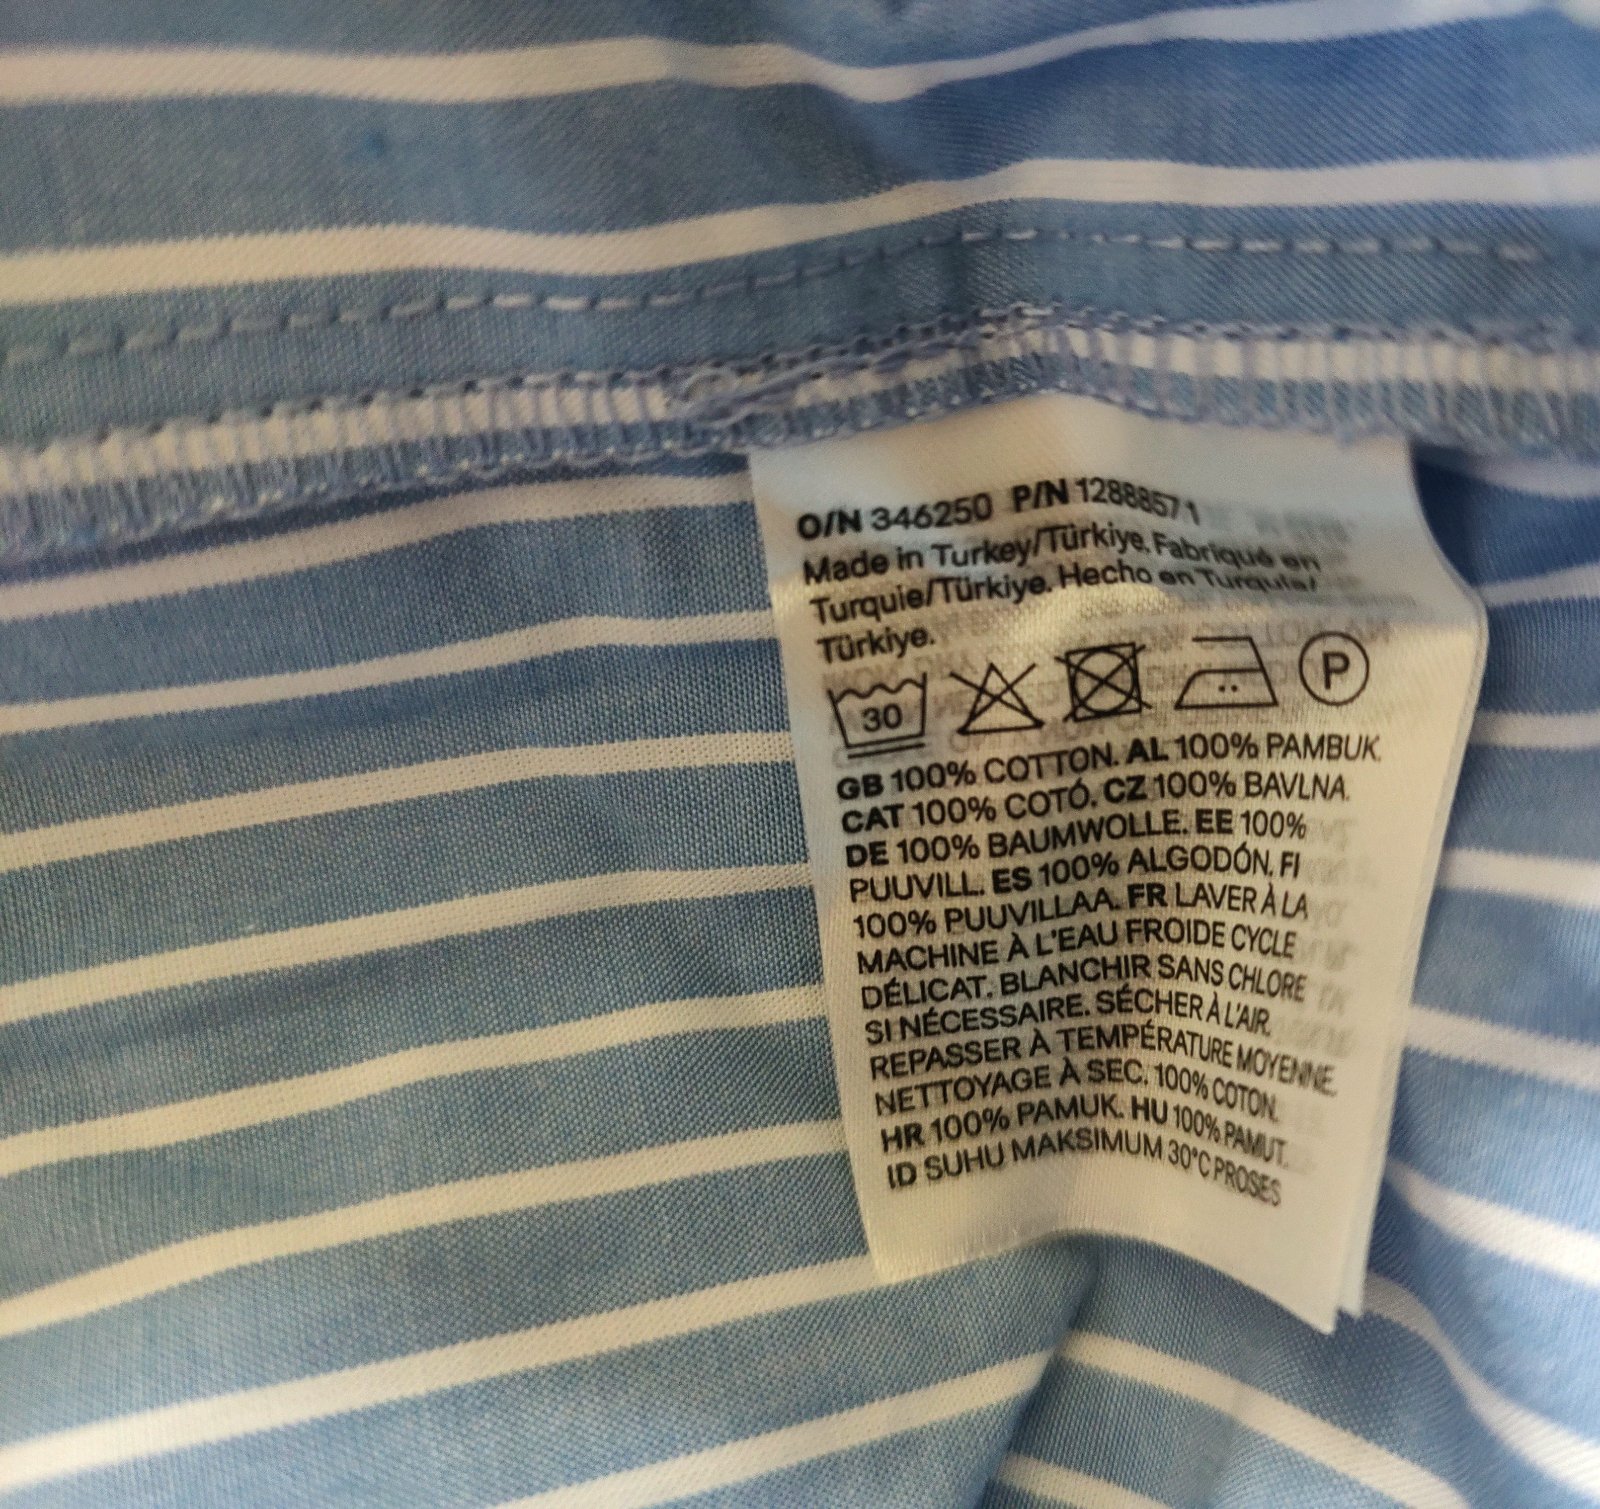 O/N 346250 P/N 12888571
Made in Turkey/Türkiye. Fabriqué en
Turquie/Türkiye. Hecho en Turquía/
Türkiye.
30 P
GB 100% COTTON. AL 100% PAMBUK.
CAT 100% COTÓ. CZ 100% BAVLNA.
DE 100% BAUMWOLLE. EE 100%
PUUVILL. ES 100% ALGODÓN. FI
100% PUUVILLAA. FR LAVER À LA
MACHINE À L'EAU FROIDE CYCLE
DÉLICAT. BLANCHIR SANS CHLORE
SI NÉCESSAIRE. SÉCHER À L'AIR.
REPASSER À TEMPÉRATURE MOYENNE.
NETTOYAGE À SEC. 100% COTON.
HR 100% PAMUK. HU 100% PAMUT.
ID SUHU MAKSIMUM 30°C PROSES